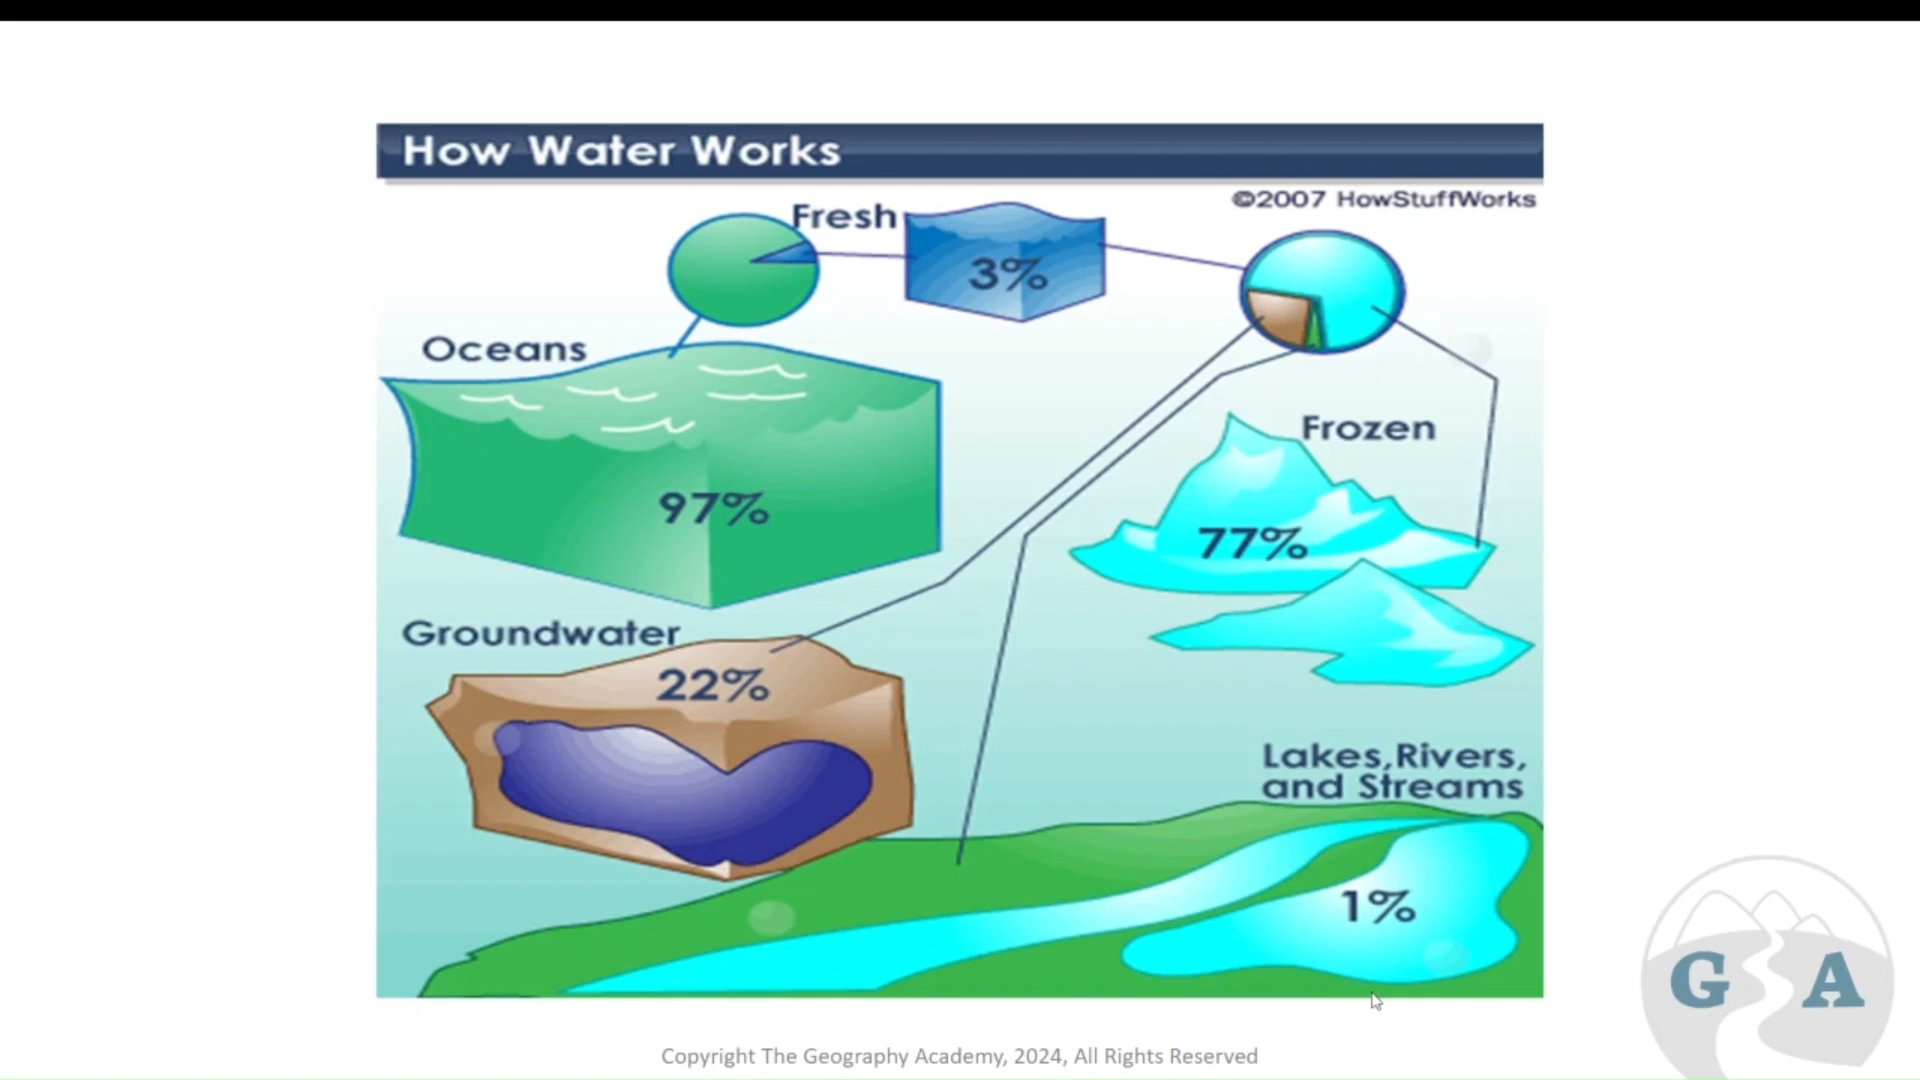 How Water Works
©2007 HowStuffWorks
Fresh
3%
Oceans
97%
Frozen
77%
Groundwater
22%
Lakes,Rivers,
and Streams
1%
G A
Copyright The Geography Academy, 2024, All Rights Reserved